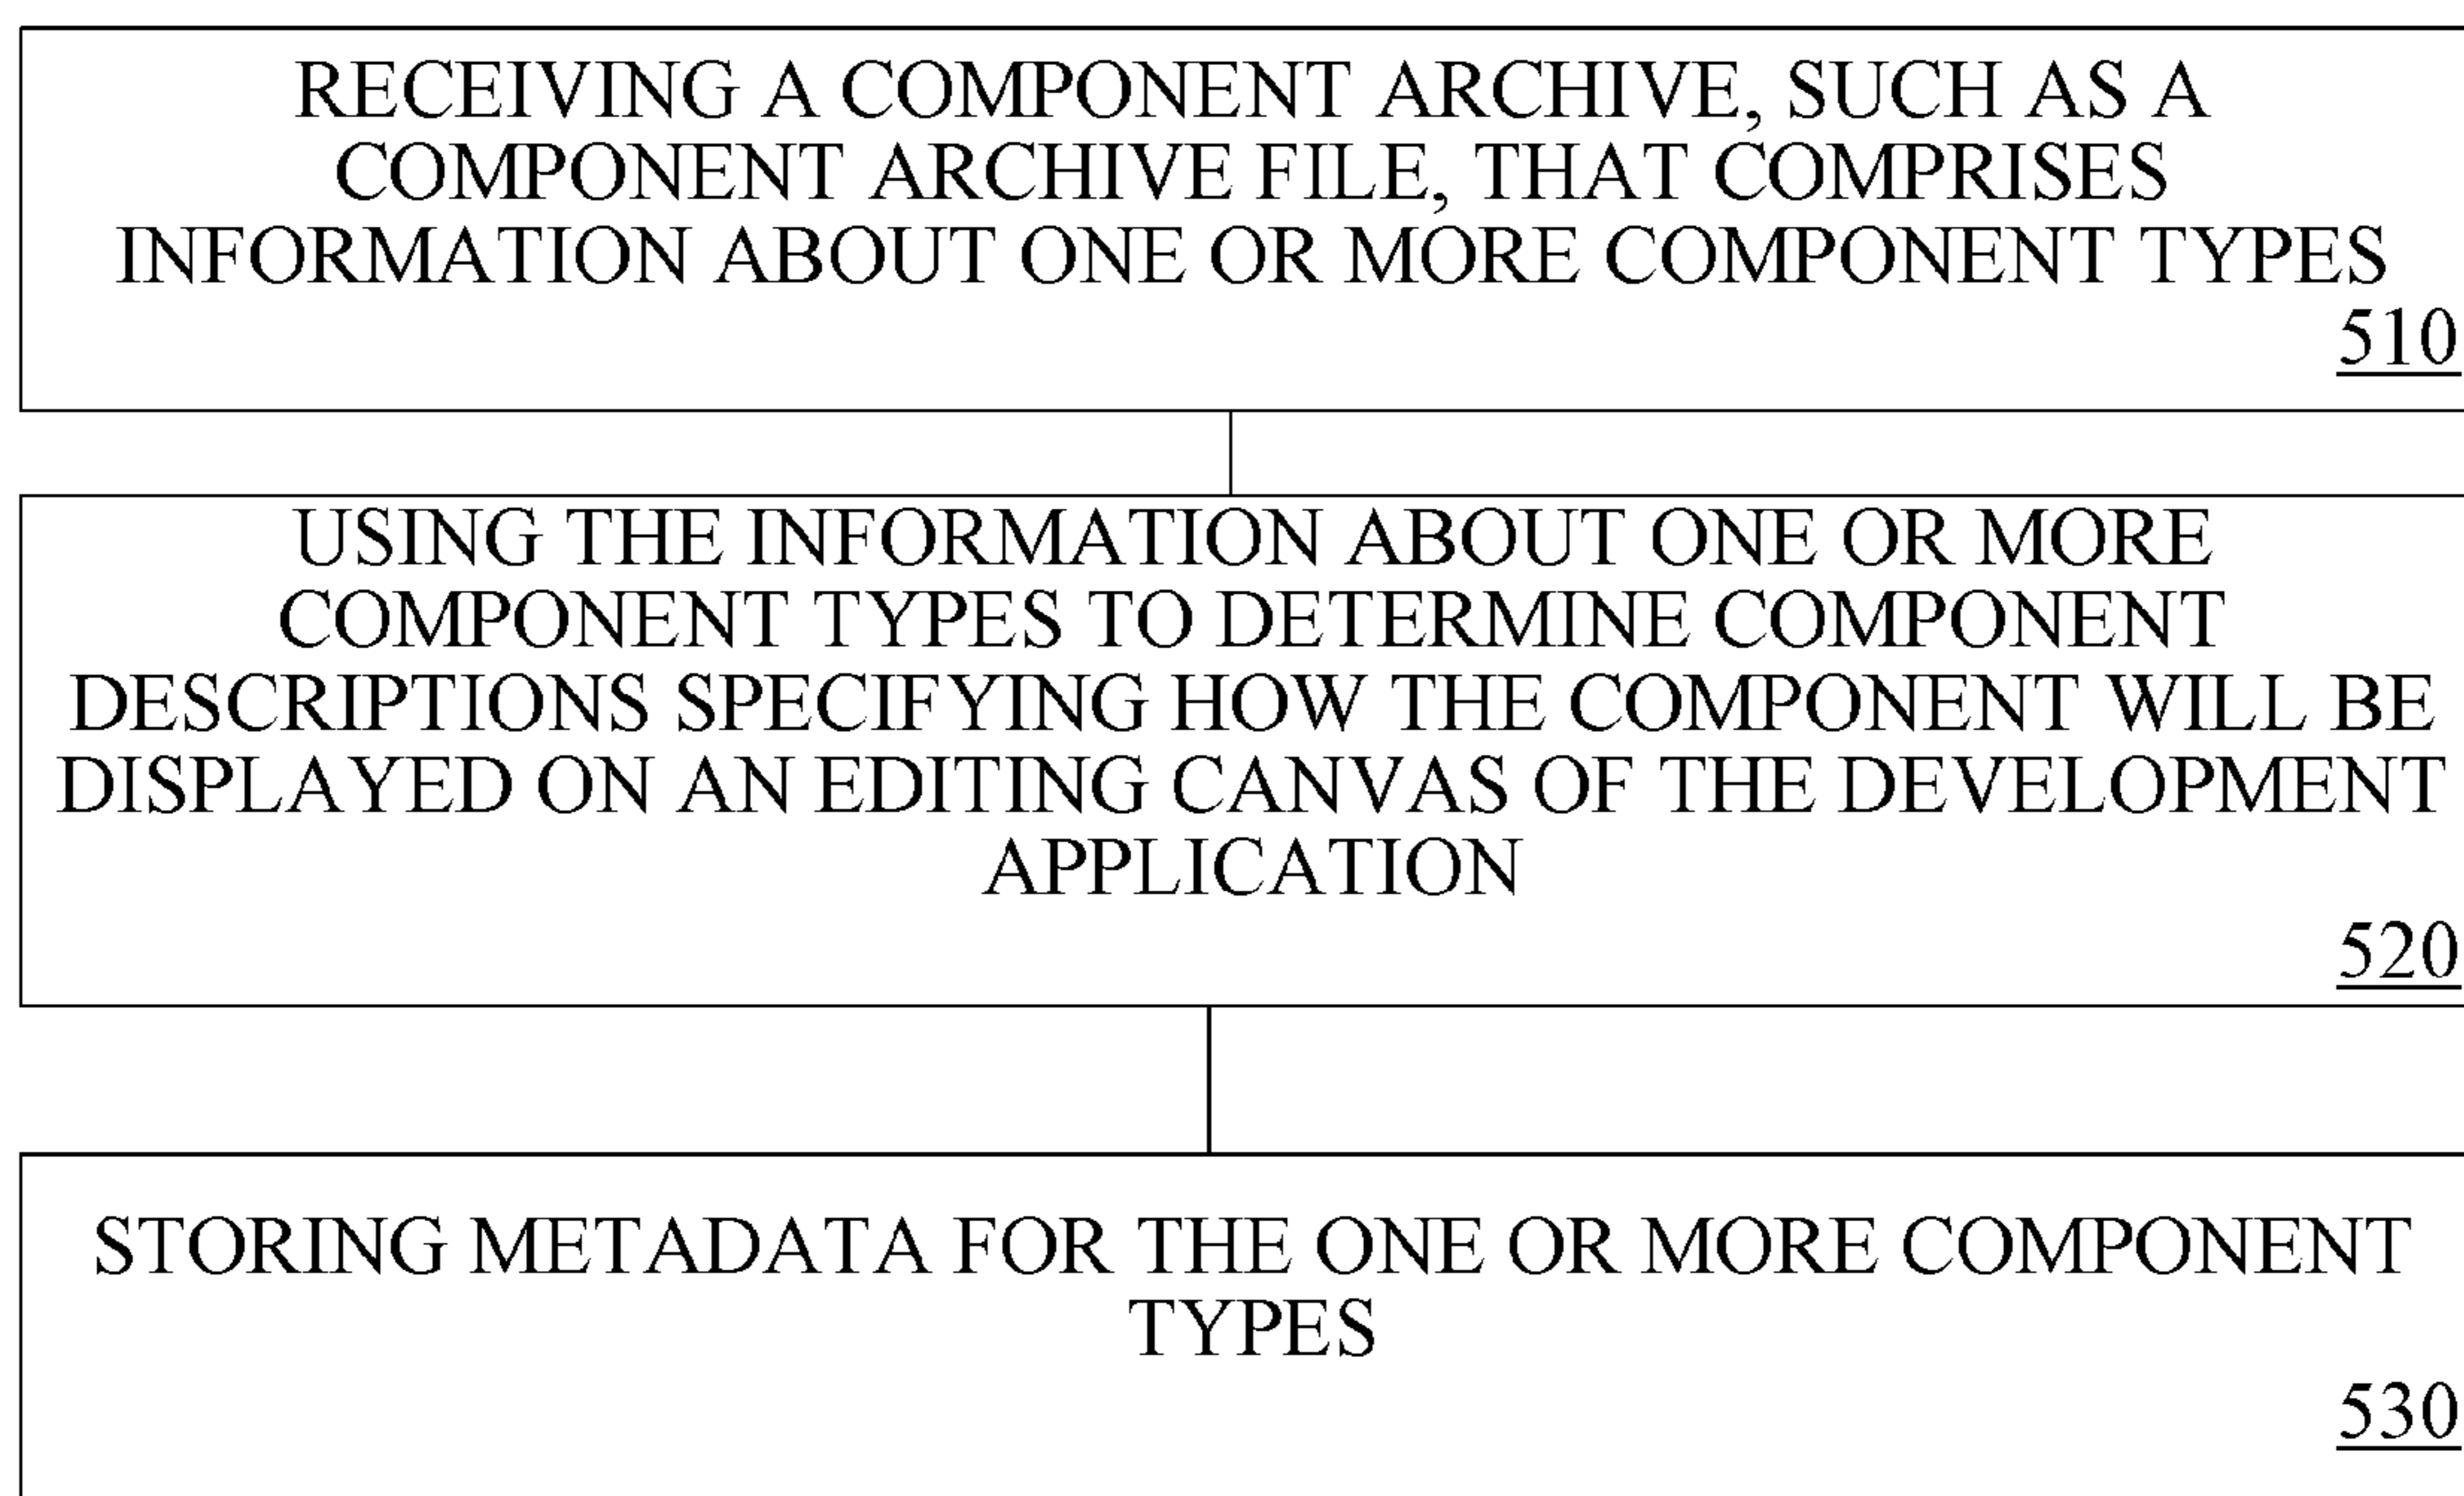 RECEIVING A COMPONENT ARCHIVE, SUCH AS A
COMPONENT ARCHIVE FILE, THAT COMPRISES
INFORMATION ABOUT ONE OR MORE COMPONENT TYPES
510
USING THE INFORMATION ABOUT ONE OR MORE
COMPONENT TYPES TO DETERMINE COMPONENT
DESCRIPTIONS SPECIFYING HOW THE COMPONENT WILL BE
DISPLAYED ON AN EDITING CANVAS OF THE DEVELOPMENT
APPLICATION
520
STORING METADATA FOR THE ONE OR MORE COMPONENT
TYPES
530